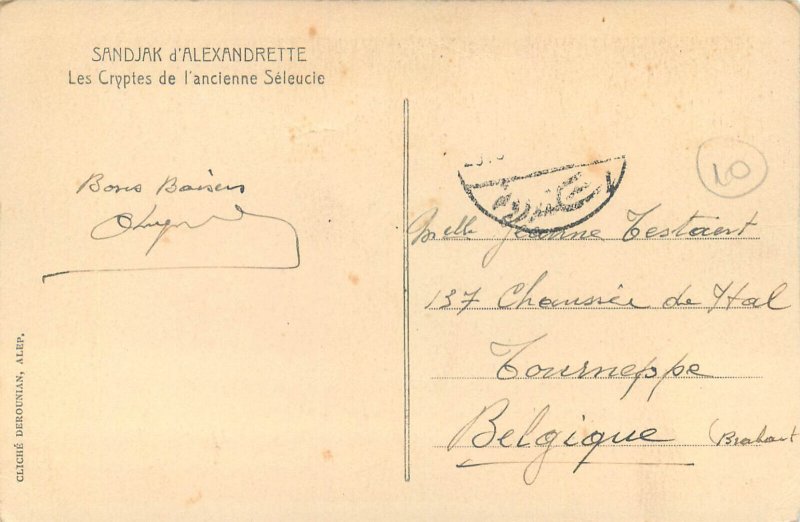 SANDJAK d'ALEXANDRETTE
Les Cryptes de l'ancienne Séleucie
Bons Baisers
10
Melle Jeanne Testaert
137 Chaussée de Hal
Tourneppe
Belgique (Brabant
CLICHÉ DEROUNIAN, ALEP.